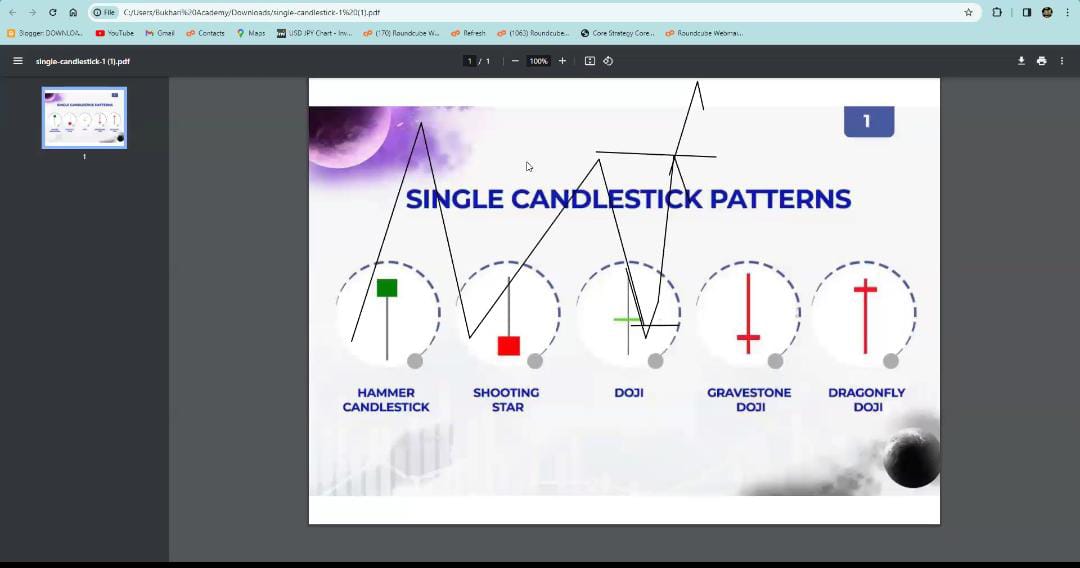 File
C:/Users/Bukhari%20Academy/Downloads/single-candlestick-1%20(1).pdf
Blogger: DOWNLOA...
YouTube
Gmail
Contacts
Maps
USD JPY Chart - Inv...
(170) Roundcube W...
Refresh
(1063) Roundcube...
Core Strategy Core...
Roundcube Webmai...
single-candlestick-1 (1).pdf
1 / 1
100%
1
1
SINGLE CANDLESTICK PATTERNS
HAMMER
CANDLESTICK
SHOOTING
STAR
DOJI
GRAVESTONE
DOJI
DRAGONFLY
DOJI